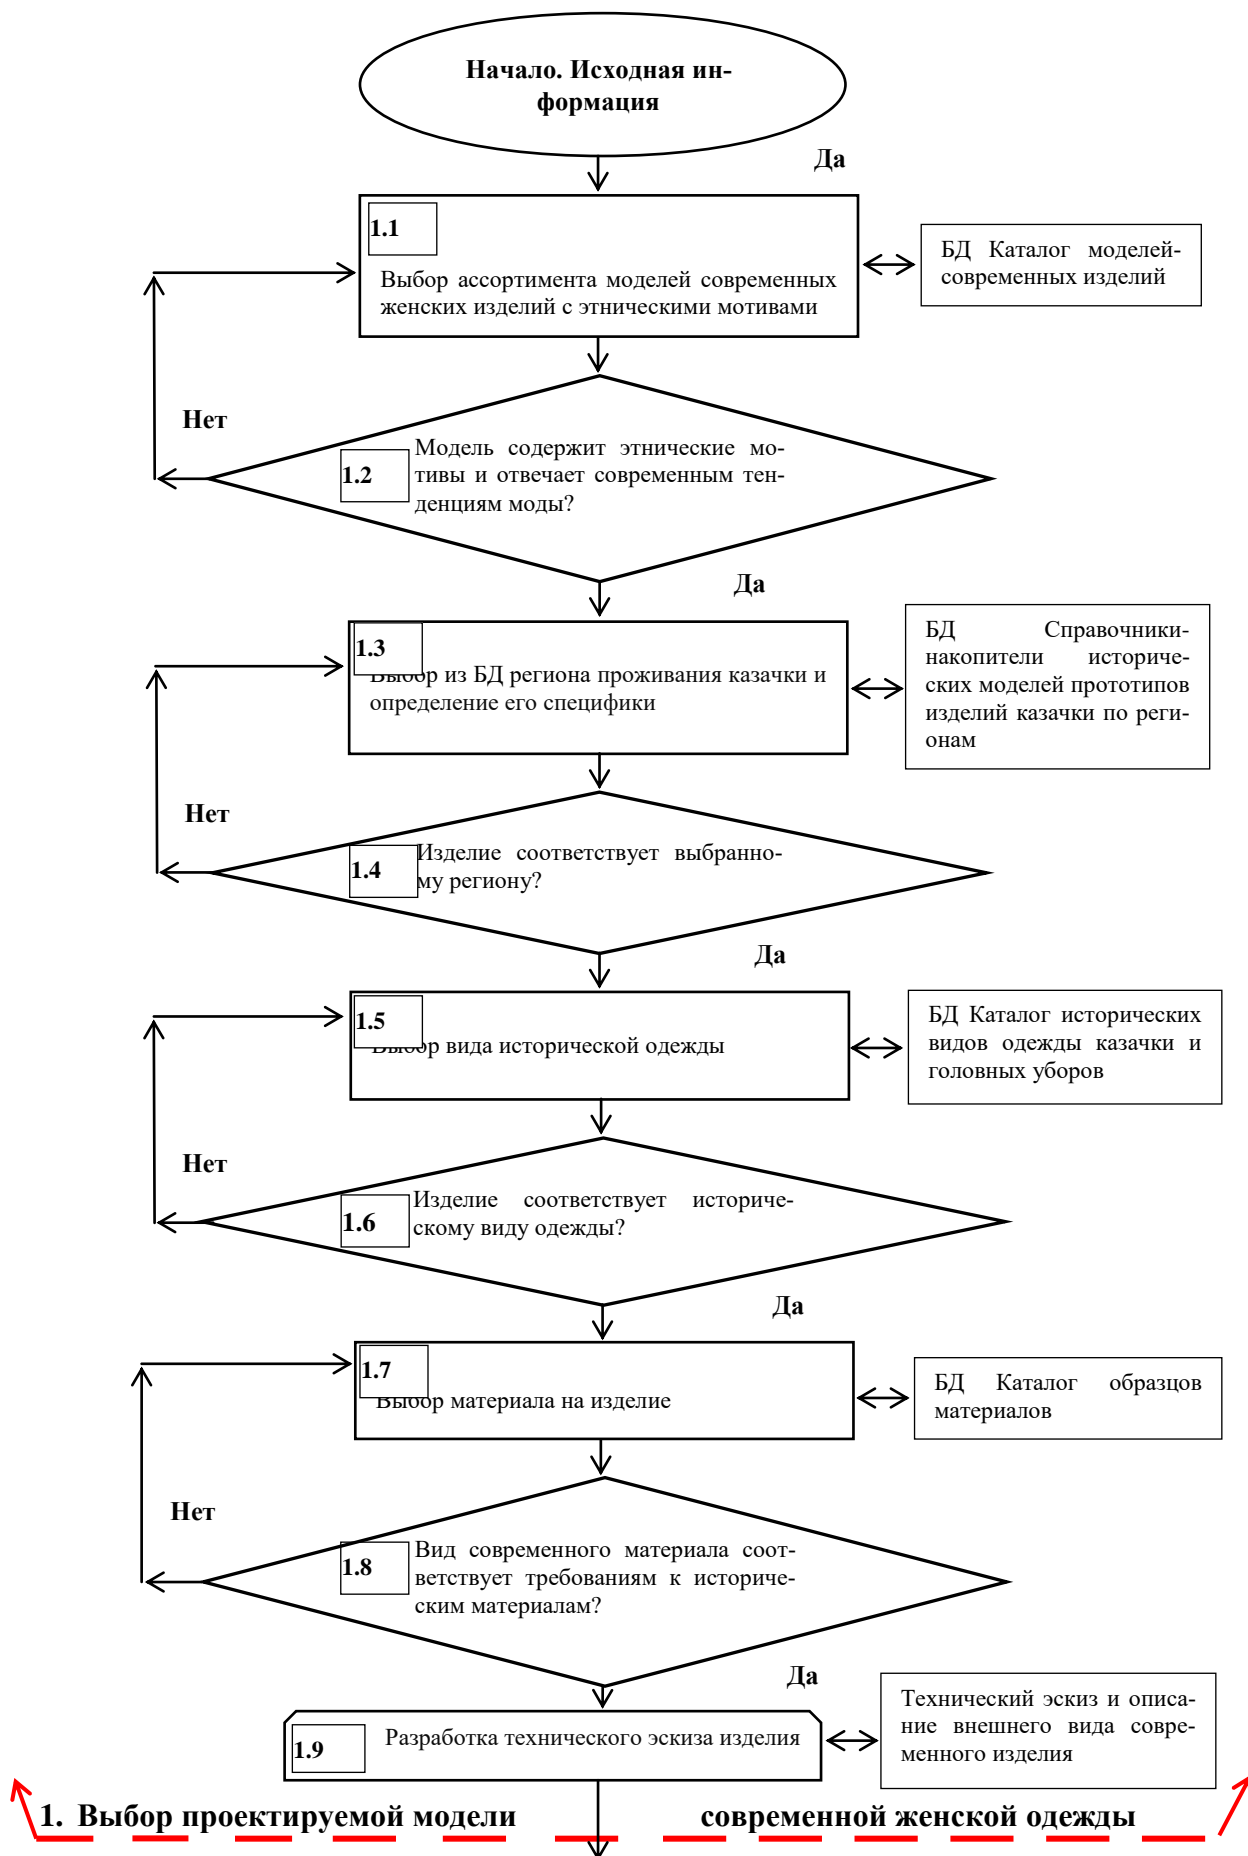 Начало. Исходная ин-
формация
Да
1.1
Выбор ассортимента моделей современных
женских изделий с этническими мотивами
БД Каталог моделей-
современных изделий
Нет
1.2
Модель содержит этнические мо-
тивы и отвечает современным тен-
денциям моды?
Да
1.3
Выбор из БД региона проживания казачки и
определение его специфики
БД Справочники-
накопители историче-
ских моделей прототипов
изделий казачки по реги-
онам
Нет
1.4
Изделие соответствует выбранно-
му региону?
Да
1.5
Выбор вида исторической одежды
БД Каталог исторических
видов одежды казачки и
головных уборов
Нет
1.6
Изделие соответствует историче-
скому виду одежды?
Да
1.7
Выбор материала на изделие
БД Каталог образцов
материалов
Нет
1.8
Вид современного материала соот-
ветствует требованиям к историче-
ским материалам?
Да
1.9
Разработка технического эскиза изделия
Технический эскиз и описа-
ние внешнего вида совре-
менного изделия
1. Выбор проектируемой модели современной женской одежды